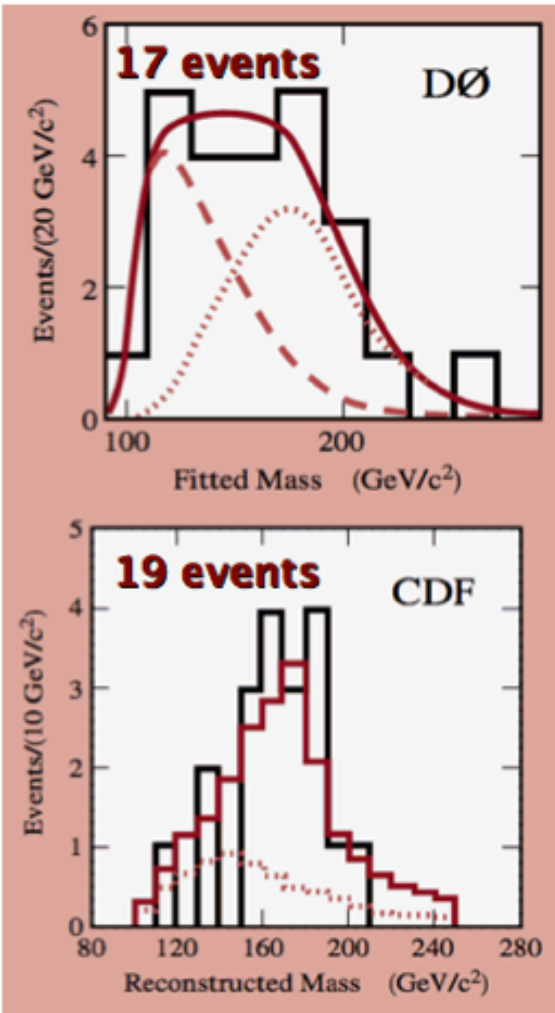 6
17 events
DØ
4
2
0
Events/(20 GeV/c²)
100
200
Fitted Mass (GeV/c²)
5
19 events
CDF
4
3
2
1
0
Events/(10 GeV/c²)
80 120 160 200 240 280
Reconstructed Mass (GeV/c²)